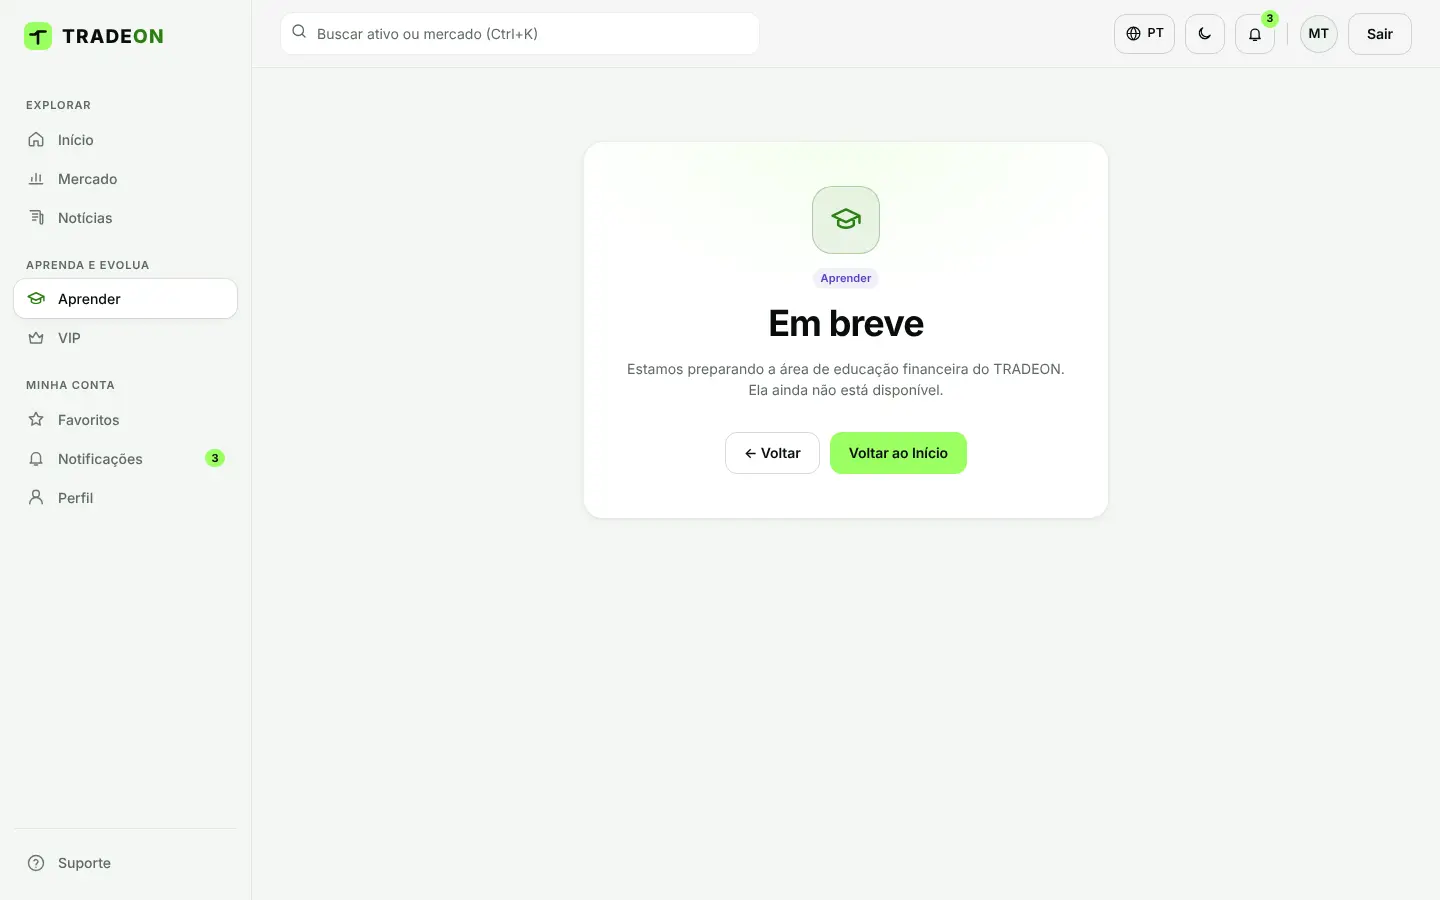 TRADEON
Buscar ativo ou mercado (Ctrl+K)
PT
3
MT
Sair
EXPLORAR
Início
Mercado
Notícias
APRENDA E EVOLUA
Aprender
VIP
MINHA CONTA
Favoritos
Notificações 3
Perfil
Suporte
Aprender
Em breve
Estamos preparando a área de educação financeira do TRADEON.
Ela ainda não está disponível.
← Voltar
Voltar ao Início